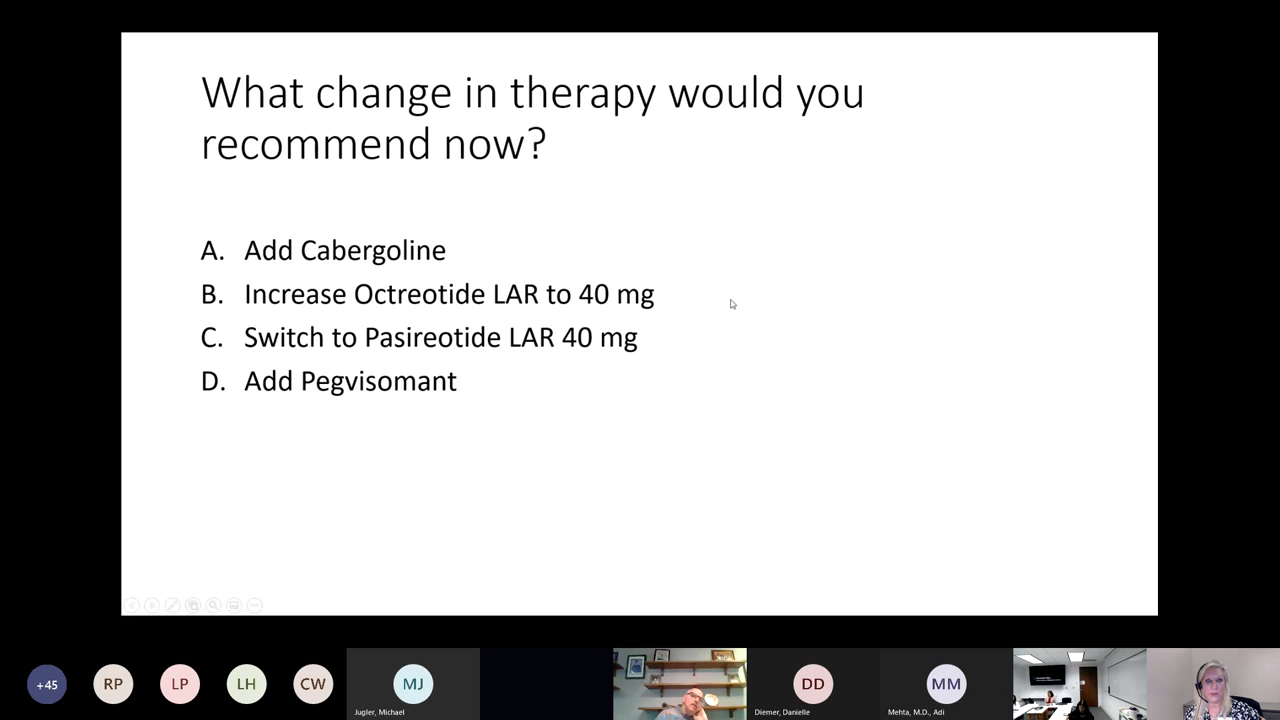 What change in therapy would you
recommend now?
A. Add Cabergoline
B. Increase Octreotide LAR to 40 mg
C. Switch to Pasireotide LAR 40 mg
D. Add Pegvisomant
+45
RP
LP
LH
CW
MJ
DD
MM
Jugler, Michael
Diemer, Danielle
Mehta, M.D., Adi